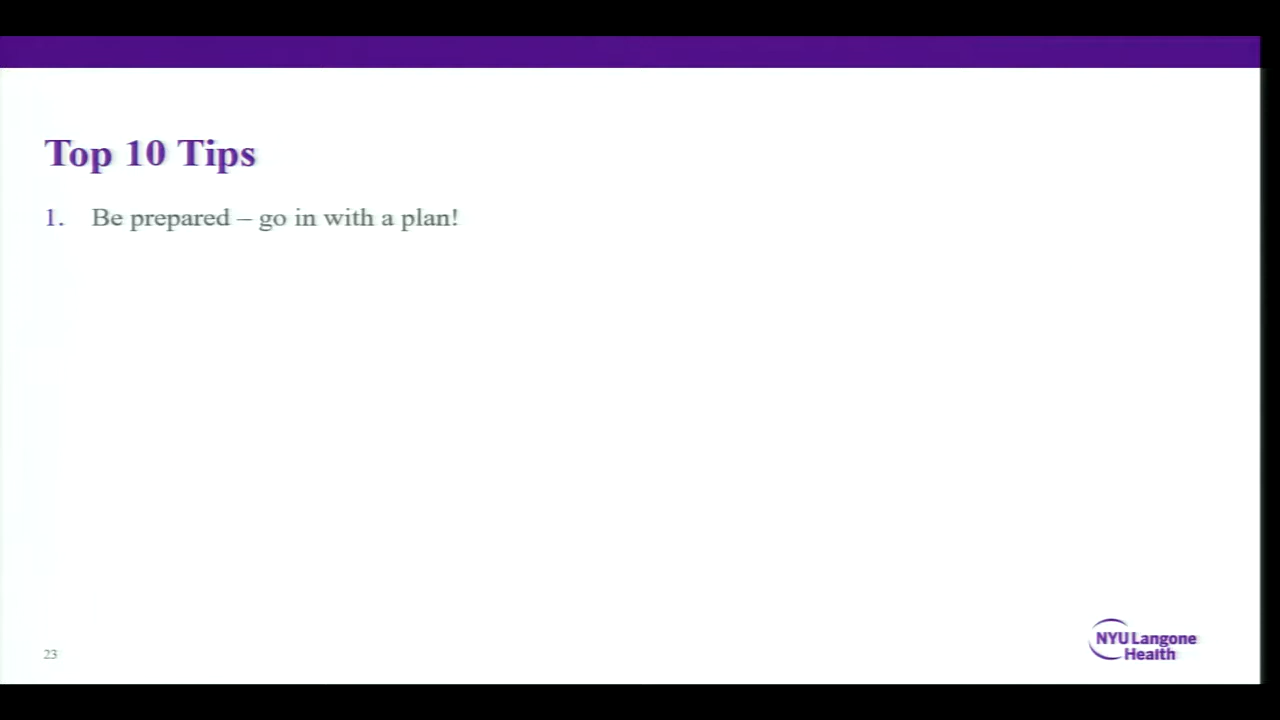 Top 10 Tips
1. Be prepared – go in with a plan!
23
NYU Langone
Health